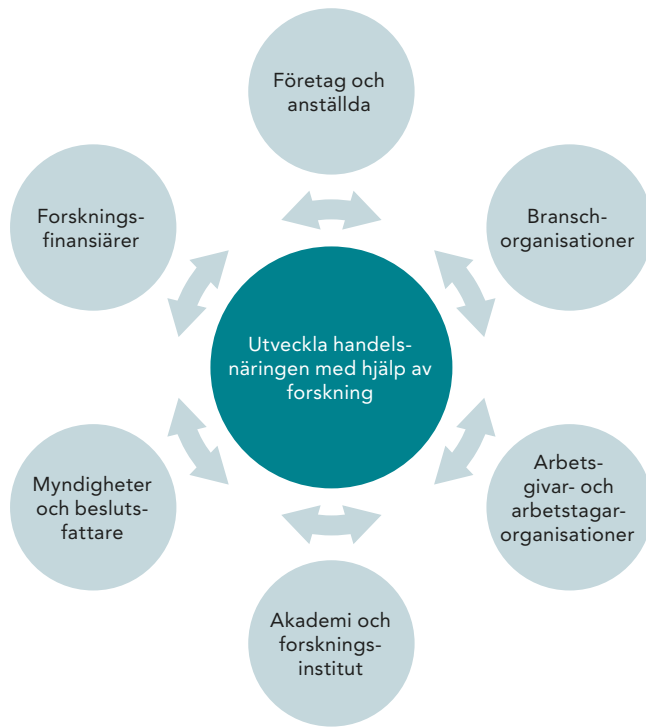 Företag och
anställda
Forsknings-
finansiärer
Bransch-
organisationer
Utveckla handels-
näringen med hjälp av
forskning
Myndigheter
och besluts-
fattare
Arbets-
givar- och
arbetstagar-
organisationer
Akademi och
forsknings-
institut